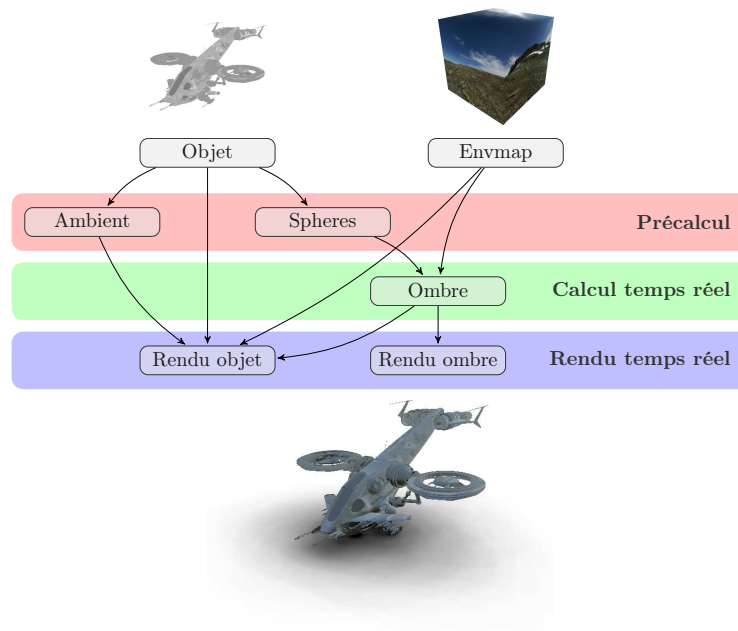 Objet
Envmap
Ambient
Spheres
Précalcul
Ombre
Calcul temps réel
Rendu objet
Rendu ombre
Rendu temps réel